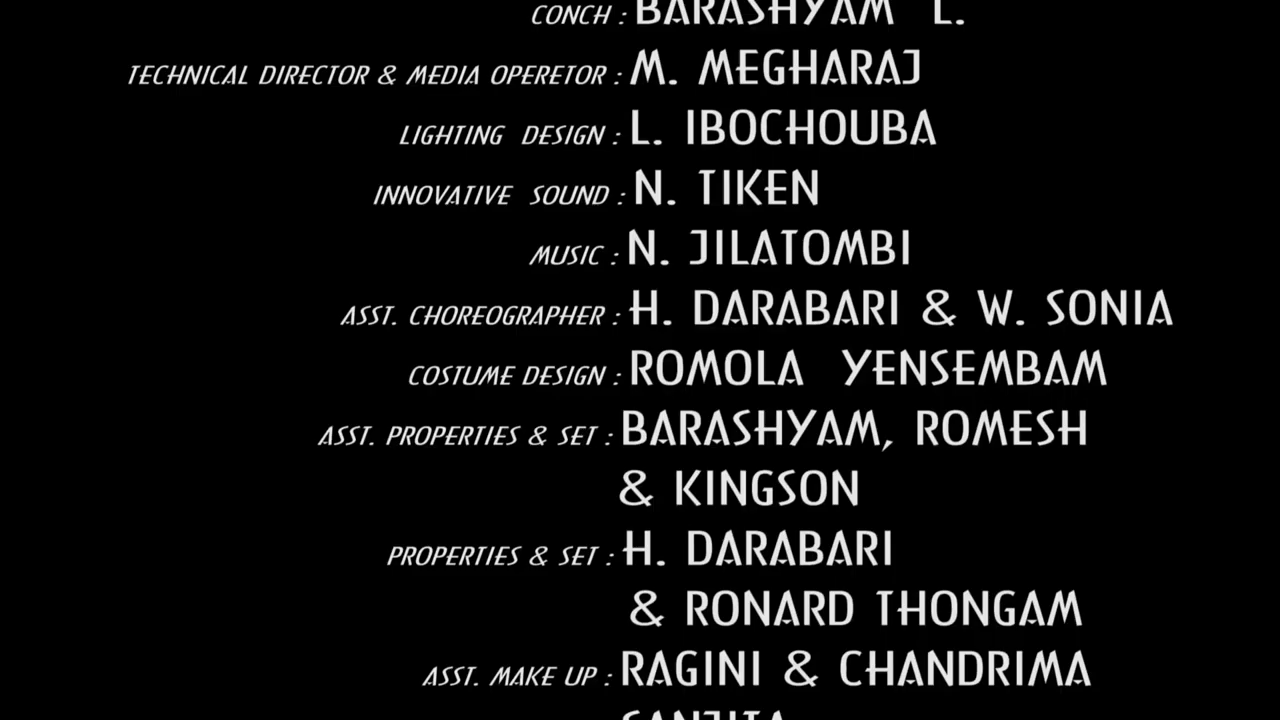 CONCH : BARASHYAM L.
TECHNICAL DIRECTOR & MEDIA OPERETOR : M. MEGHARAJ
LIGHTING DESIGN : L. IBOCHOUBA
INNOVATIVE SOUND : N. TIKEN
MUSIC : N. JILATOMBI
ASST. CHOREOGRAPHER : H. DARABARI & W. SONIA
COSTUME DESIGN : ROMOLA YENSEMBAM
ASST. PROPERTIES & SET : BARASHYAM, ROMESH
& KINGSON
PROPERTIES & SET : H. DARABARI
& RONARD THONGAM
ASST. MAKE UP : RAGINI & CHANDRIMA